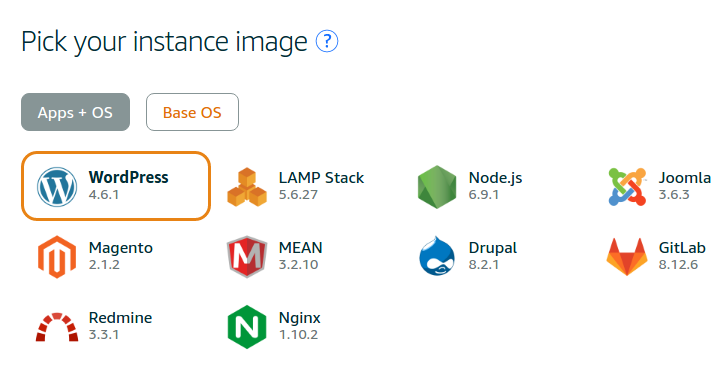 Pick your instance image ?
Apps + OS Base OS
WordPress
4.6.1
LAMP Stack
5.6.27
Node.js
6.9.1
Joomla
3.6.3
Magento
2.1.2
MEAN
3.2.10
Drupal
8.2.1
GitLab
8.12.6
Redmine
3.3.1
Nginx
1.10.2